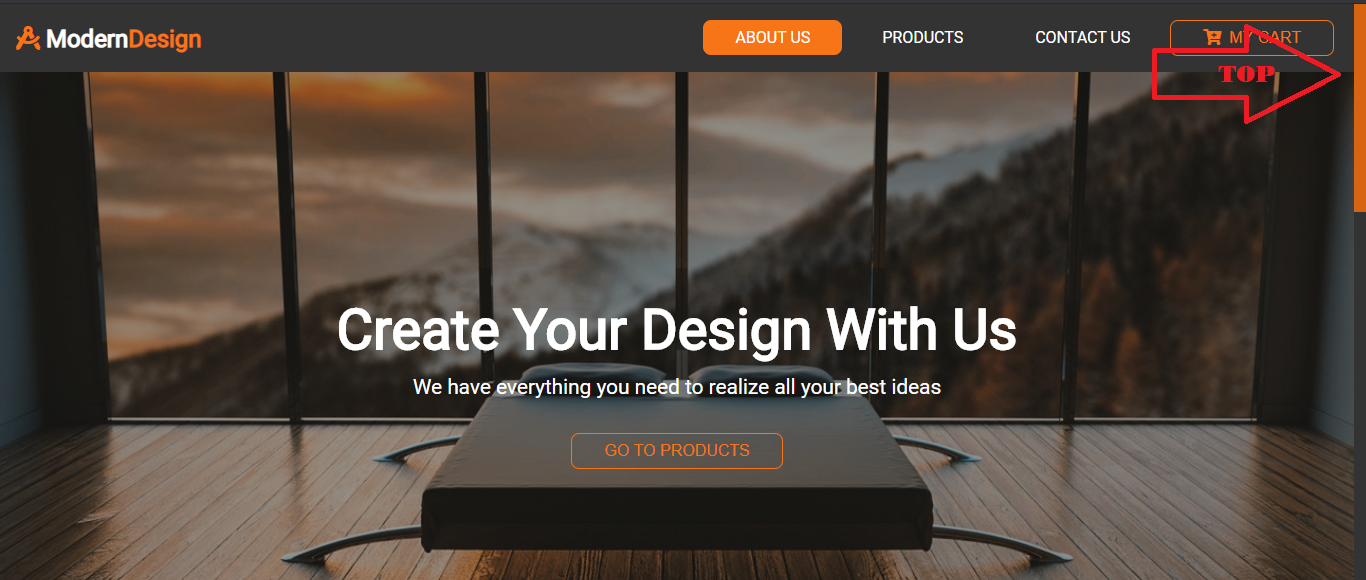 ModernDesign
ABOUT US
PRODUCTS
CONTACT US
MY CART
TOP
Create Your Design With Us
We have everything you need to realize all your best ideas
GO TO PRODUCTS